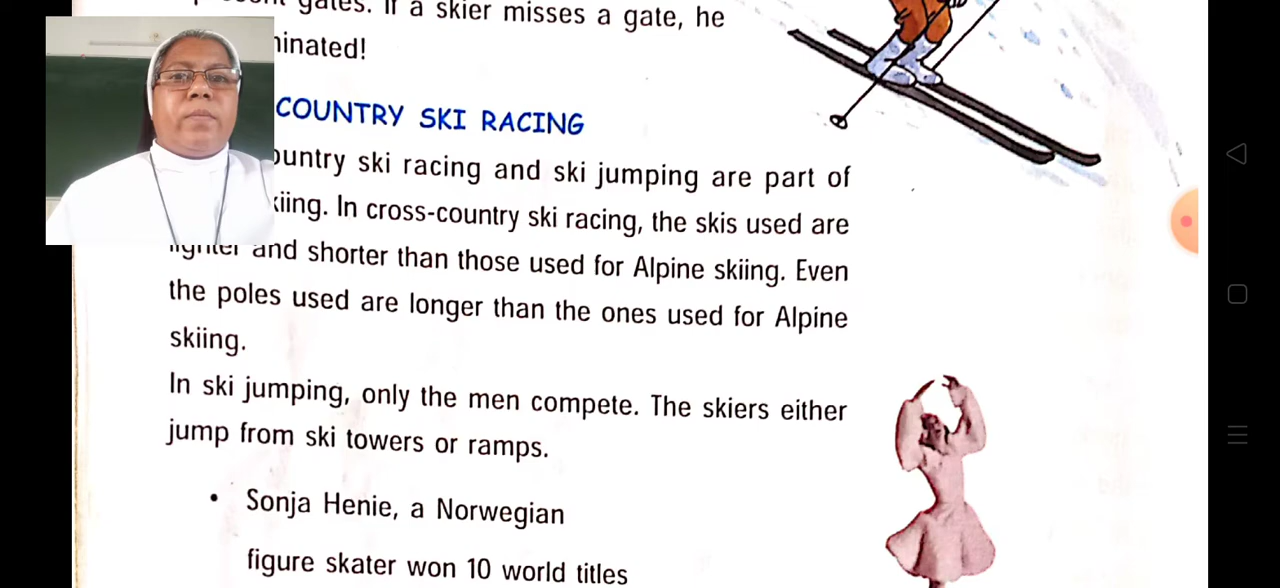 gates. If a skier misses a gate, he
COUNTRY SKI RACING
ski racing and ski jumping are part of
In cross-country ski racing, the skis used are
and shorter than those used for Alpine skiing. Even
the poles used are longer than the ones used for Alpine
skiing.
In ski jumping, only the men compete. The skiers either
jump from ski towers or ramps.
• Sonja Henie, a Norwegian
figure skater won 10 world titles